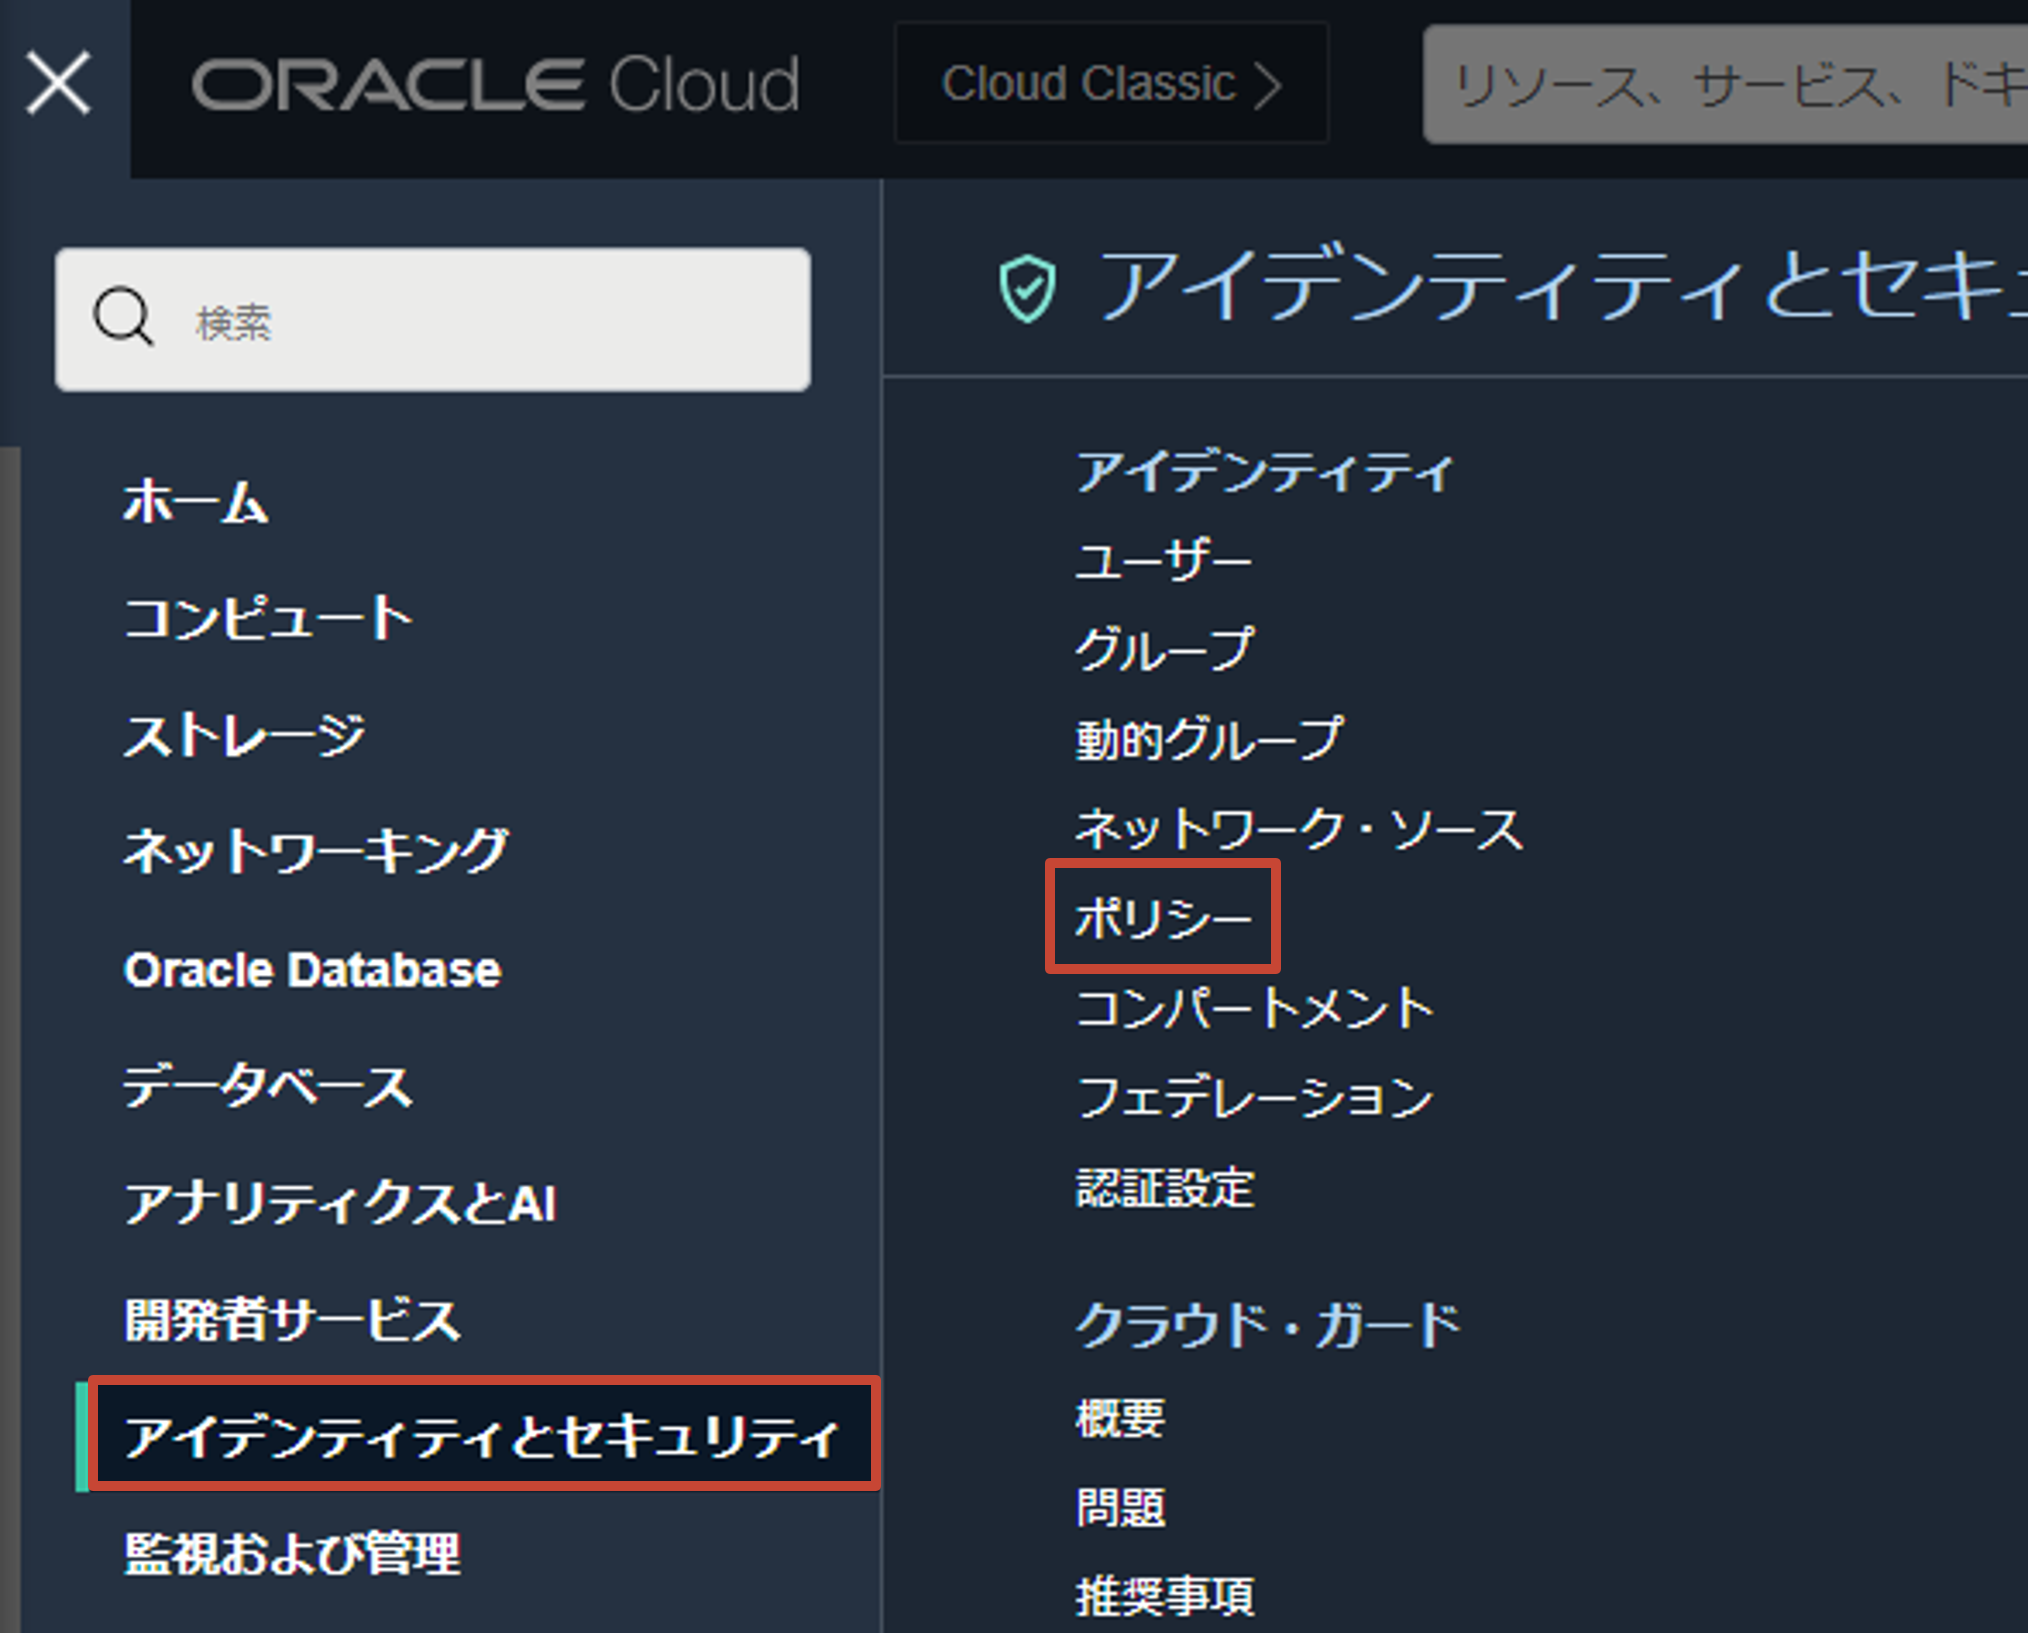 ORACLE Cloud
Cloud Classic
リソース、サービス、ドキ
検索
ホーム
コンピュート
ストレージ
ネットワーキング
Oracle Database
データベース
アナリティクスとAI
開発者サービス
アイデンティティとセキュリティ
監視および管理
アイデンティティとセキュ
アイデンティティ
ユーザー
グループ
動的グループ
ネットワーク・ソース
ポリシー
コンパートメント
フェデレーション
認証設定
クラウド・ガード
概要
問題
推奨事項